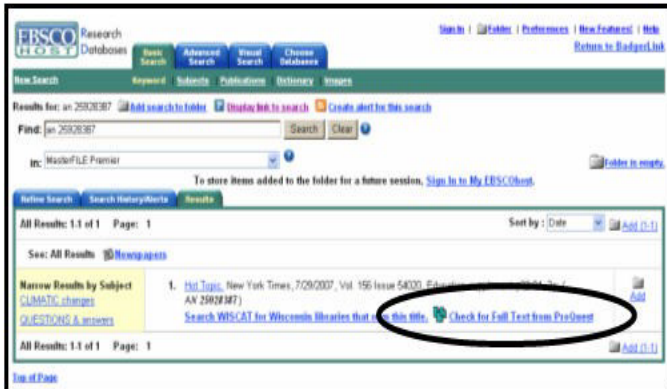 EBSCO HOST Research Databases
Sign In | Folder | Preferences | New Features! | Help
Return to BadgerLink
Basic Search Advanced Search Visual Search Choose Databases
New Search Keyword | Subjects | Publications | Dictionary | Images
Results for: an 25928387 Add search to folder Display link to search Create alert for this search
Find: an 25928387 Search Clear
in: MasterFILE Premier Folder is empty.
To store items added to the folder for a future session, Sign In to My EBSCOhost.
Refine Search Search History/Alerts Results
All Results: 1-1 of 1 Page: 1 Sort by : Date Add (1-1)
See: All Results Newspapers
Narrow Results by Subject
CLIMATIC changes
QUESTIONS & answers
1. Hot Topic. New York Times, 7/29/2007, Vol. 156 Issue 54020,
AN 25928387)
Search WISCAT for Wisconsin libraries that own this title. Check for Full Text from ProQuest
Add
All Results: 1-1 of 1 Page: 1 Add (1-1)
Top of Page